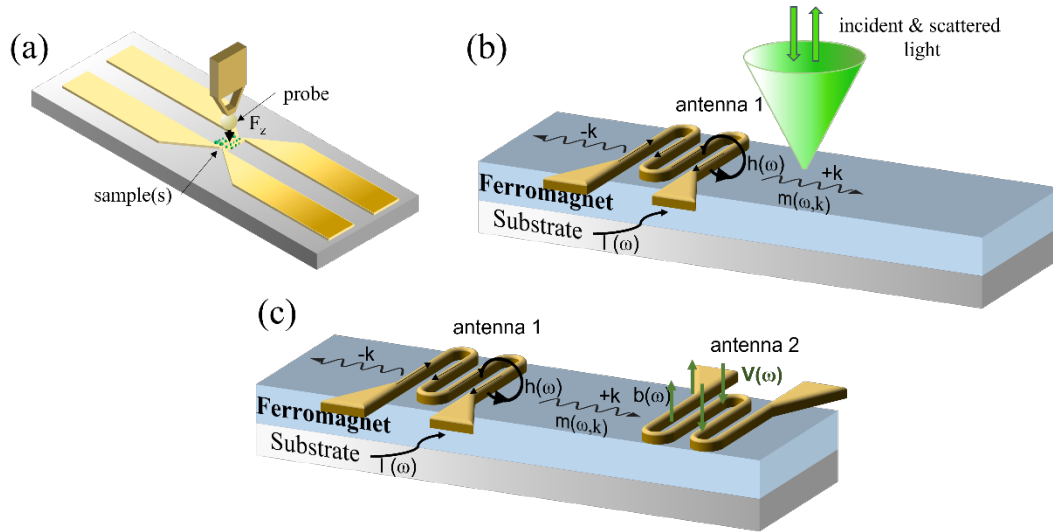 (a)
probe
F_z
sample(s)
(b)
incident & scattered
light
antenna 1
-k
h(ω)
+k
m(ω,k)
Ferromagnet
Substrate
I (ω)
(c)
antenna 1
antenna 2
-k
V(ω)
h(ω)
+k
b(ω)
m(ω,k)
Ferromagnet
Substrate
I (ω)